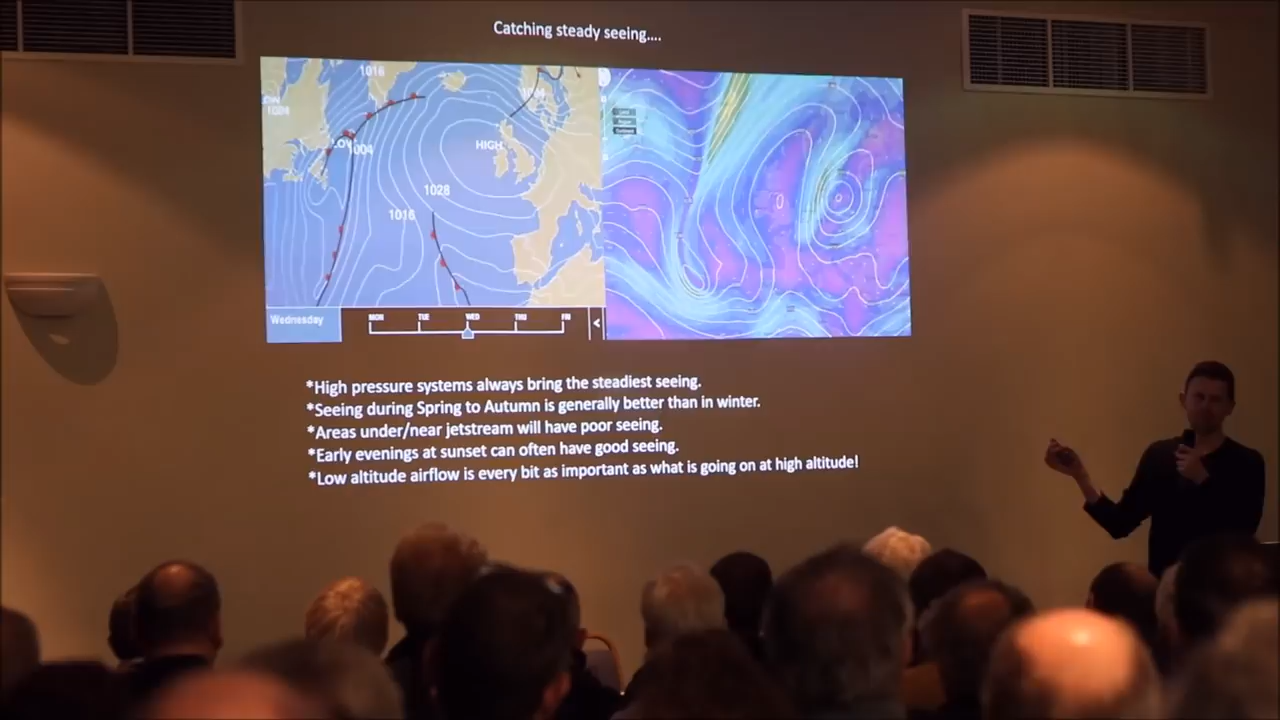 Catching steady seeing....
1016
1024
LOW
1004
HIGH
1028
1016
Wednesday
MON TUE WED THU FRI
<
*High pressure systems always bring the steadiest seeing.
*Seeing during Spring to Autumn is generally better than in winter.
*Areas under/near jetstream will have poor seeing.
*Early evenings at sunset can often have good seeing.
*Low altitude airflow is every bit as important as what is going on at high altitude!